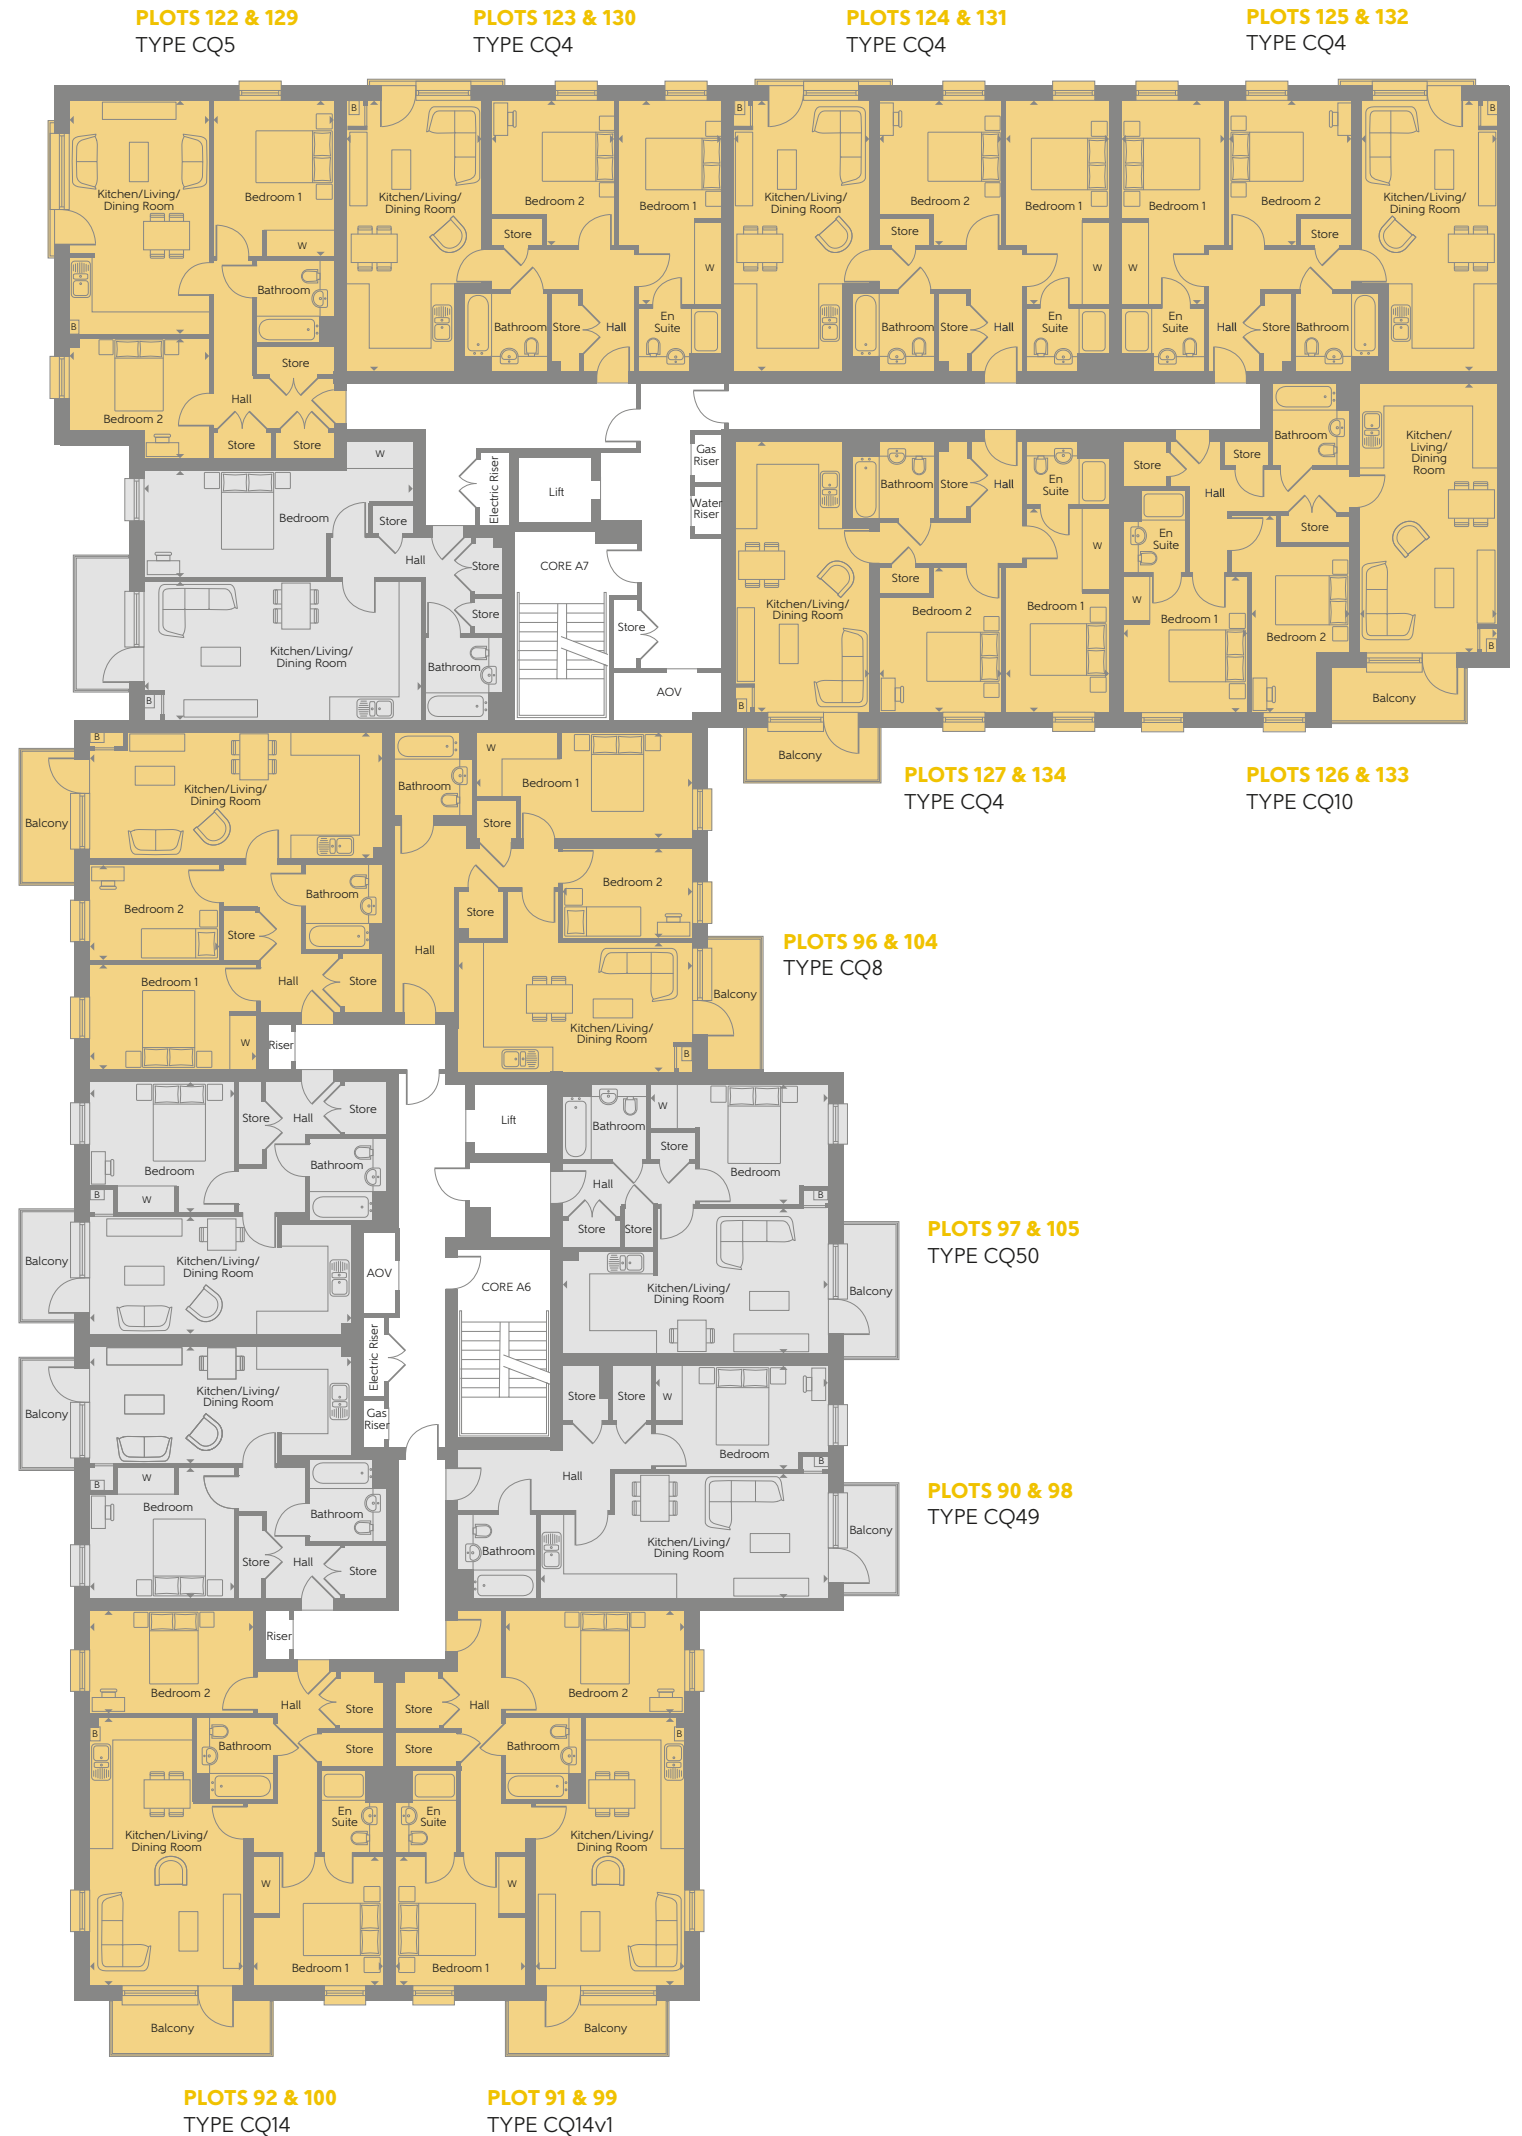 PLOTS 122 & 129
TYPE CQ5
PLOTS 123 & 130
TYPE CQ4
PLOTS 124 & 131
TYPE CQ4
PLOTS 125 & 132
TYPE CQ4
Kitchen/Living/
Dining Room
Bedroom 1
W
Bathroom
B
Store
Bedroom 2
Hall
Store
Store
B
Kitchen/Living/
Dining Room
Bedroom 2
Bedroom 1
Store
W
Bathroom
Store
Hall
En
Suite
B
Kitchen/Living/
Dining Room
Bedroom 2
Bedroom 1
Store
W
Bathroom
Store
Hall
En
Suite
B
Bedroom 1
Bedroom 2
Kitchen/Living/
Dining Room
Store
W
En
Suite
Hall
Store
Bathroom
W
Bedroom
Store
Hall
Store
Store
Kitchen/Living/
Dining Room
Bathroom
B
Electric Riser
Lift
Gas
Riser
Water
Riser
CORE A7
Store
AOV
Bathroom
Store
Hall
En
Suite
W
Store
Kitchen/Living/
Dining Room
Bedroom 2
Bedroom 1
B
Balcony
Bathroom
Store
Store
Hall
Kitchen/
Living/
Dining
Room
Store
En
Suite
W
Bedroom 1
Bedroom 2
B
Balcony
PLOTS 127 & 134
TYPE CQ4
PLOTS 126 & 133
TYPE CQ10
B
Kitchen/Living/
Dining Room
Balcony
Bedroom 2
Bathroom
Store
Bedroom 1
Hall
Store
W
Riser
Bathroom
W
Bedroom 1
Store
Bedroom 2
Store
Hall
Kitchen/Living/
Dining Room
Balcony
B
PLOTS 96 & 104
TYPE CQ8
Store
Hall
Store
Bedroom
Bathroom
B
W
Balcony
Kitchen/Living/
Dining Room
Lift
AOV
CORE A6
Electric Riser
Gas
Riser
Bathroom
W
Store
Bedroom
Hall
B
Store
Store
Kitchen/Living/
Dining Room
Balcony
PLOTS 97 & 105
TYPE CQ50
Kitchen/Living/
Dining Room
Balcony
B
W
Bedroom
Bathroom
Store
Hall
Store
Store
Store
W
Bedroom
B
Hall
Kitchen/Living/
Dining Room
Bathroom
Balcony
PLOTS 90 & 98
TYPE CQ49
Riser
Bedroom 2
Hall
Store
B
Bathroom
Store
En
Suite
Kitchen/Living/
Dining Room
W
Bedroom 1
Balcony
Store
Hall
Bedroom 2
Store
Bathroom
B
En
Suite
Kitchen/Living/
Dining Room
W
Bedroom 1
Balcony
PLOTS 92 & 100
TYPE CQ14
PLOT 91 & 99
TYPE CQ14v1